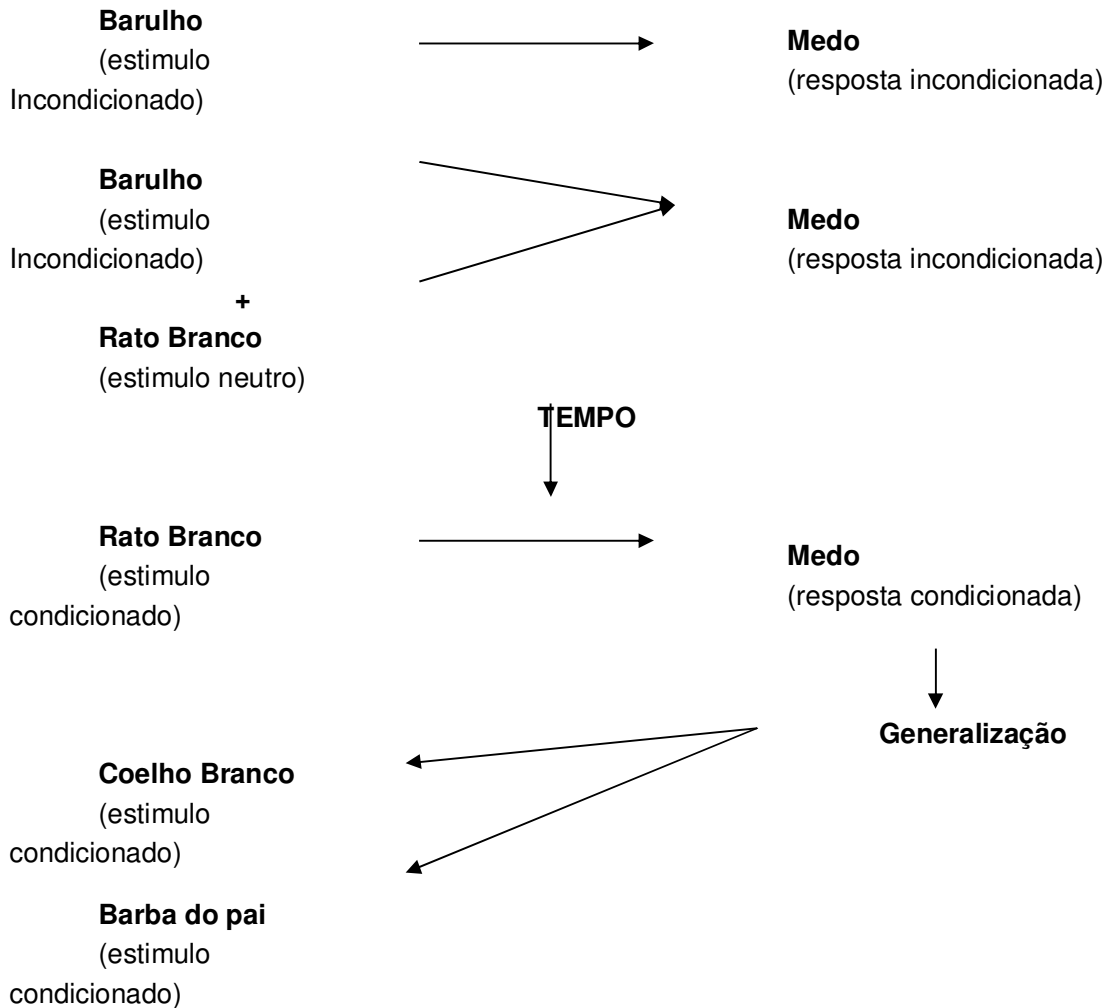 Barulho
(estimulo
Incondicionado)
Medo
(resposta incondicionada)
Barulho
(estimulo
Incondicionado)
Medo
(resposta incondicionada)
+
Rato Branco
(estimulo neutro)
TEMPO
Rato Branco
(estimulo
condicionado)
Medo
(resposta condicionada)
Generalização
Coelho Branco
(estimulo
condicionado)
Barba do pai
(estimulo
condicionado)